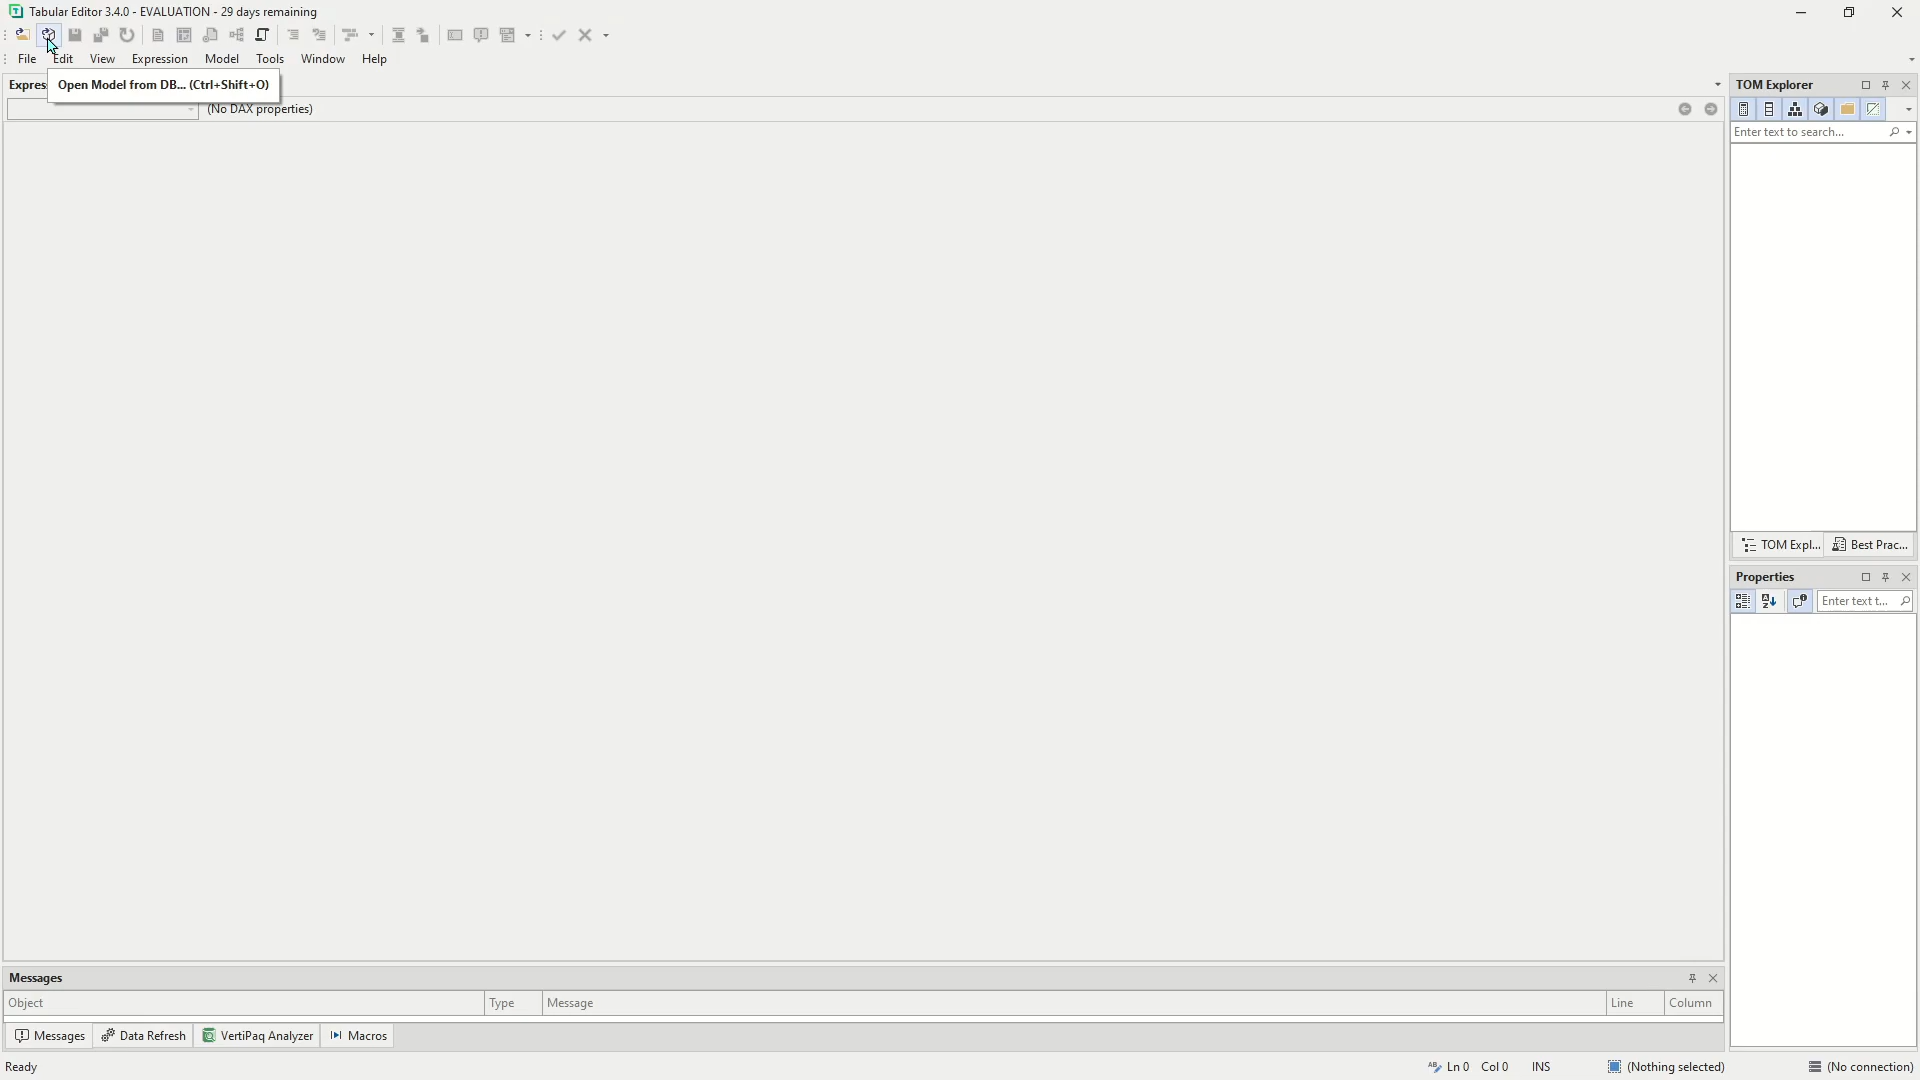 Tabular Editor 3.4.0 - EVALUATION - 29 days remaining
File Edit View Expression Model Tools Window Help
Expres
Open Model from DB... (Ctrl+Shift+O)
(No DAX properties)
TOM Explorer
Enter text to search...
TOM Expl... Best Prac...
Properties
Enter text t...
Messages
Object Type Message Line Column
Messages Data Refresh VertiPaq Analyzer Macros
Ready Ln 0 Col 0 INS (Nothing selected) (No connection)